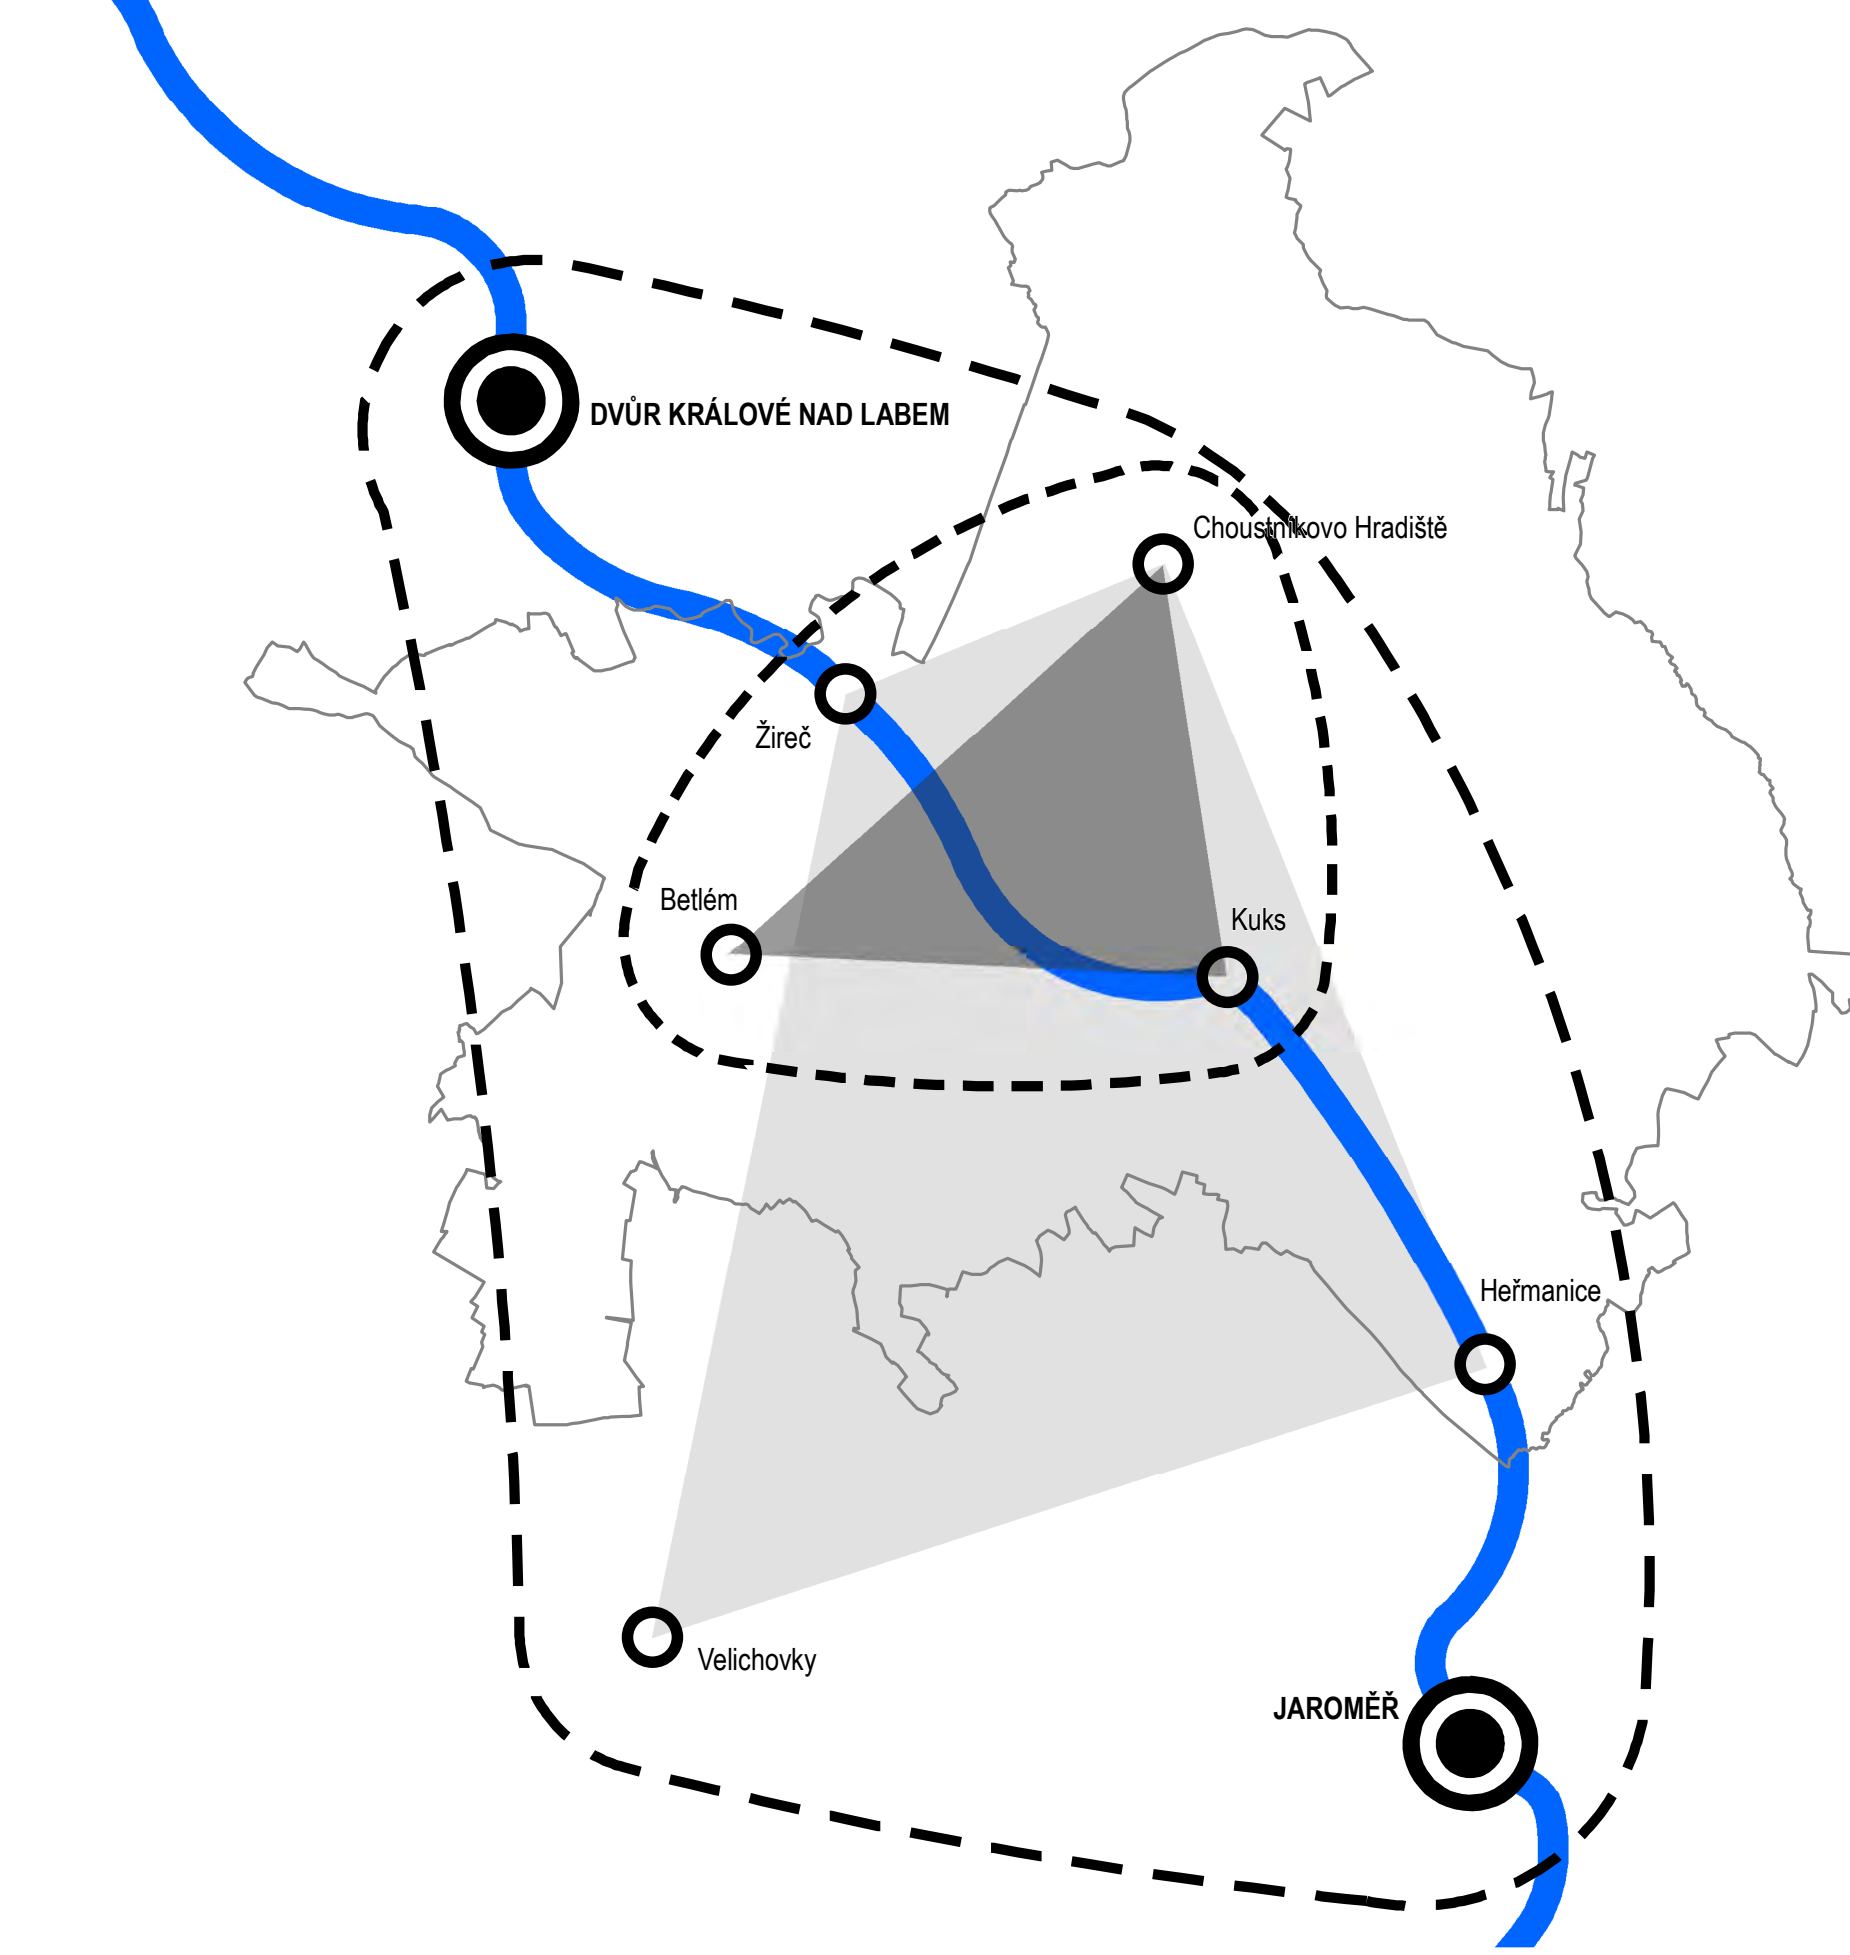 DVŮR KRÁLOVÉ NAD LABEM
Choustníkovo Hradiště
Žireč
Betlém
Kuks
Heřmanice
Velichovky
JAROMĚŘ